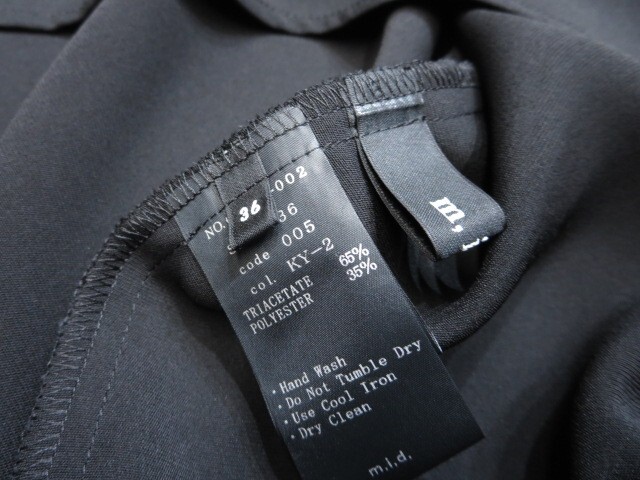 36
NO. -002
36
code 005
col. KY-2
TRIACETATE 65%
POLYESTER 35%
· Hand Wash
· Do Not Tumble Dry
· Use Cool Iron
· Dry Clean
m.l.d.
m.